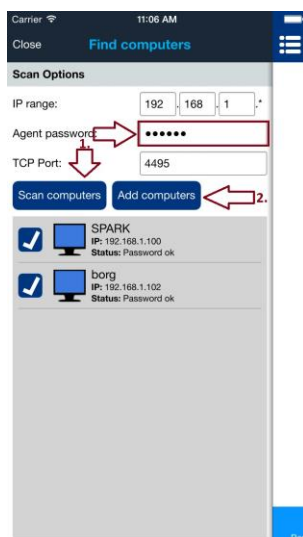 Carrier 11:06 AM
Close Find computers
Scan Options
IP range: 192 . 168 . 1 .*
Agent password: ••••••
1.
TCP Port: 4495
Scan computers Add computers 2.
SPARK
IP: 192.168.1.100
Status: Password ok
borg
IP: 192.168.1.102
Status: Password ok